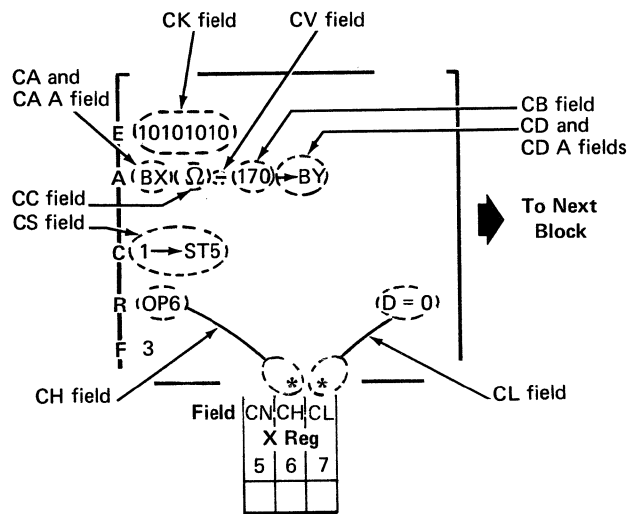 CK field
CV field
CA and
CA A field
CB field
CD and
CD A fields
E 10101010
A BX Ω = 170 → BY
CC field
CS field
To Next
Block
C 1 → ST5
R OP6 D = 0
F 3
* *
CH field
CL field
Field CN CH CL
X Reg
5 6 7